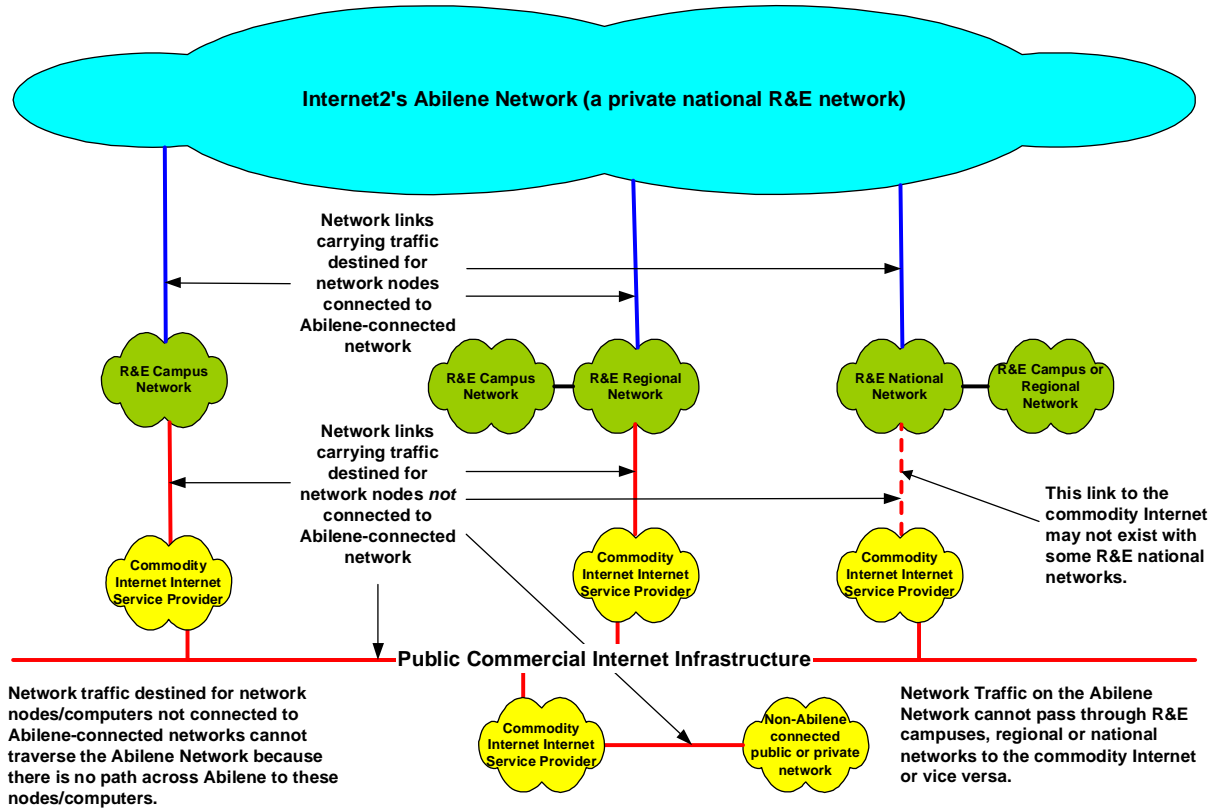 Internet2's Abilene Network (a private national R&E network)
Network links
carrying traffic
destined for
network nodes
connected to
Abilene-connected
network
R&E Campus
Network
R&E Campus
Network
R&E Regional
Network
R&E National
Network
R&E Campus or
Regional
Network
Network links
carrying traffic
destined for
network nodes not
connected to
Abilene-connected
network
This link to the
commodity Internet
may not exist with
some R&E national
networks.
Commodity
Internet Internet
Service Provider
Commodity
Internet Internet
Service Provider
Commodity
Internet Internet
Service Provider
Public Commercial Internet Infrastructure
Network traffic destined for network
nodes/computers not connected to
Abilene-connected networks cannot
traverse the Abilene Network because
there is no path across Abilene to these
nodes/computers.
Commodity
Internet Internet
Service Provider
Non-Abilene
connected
public or private
network
Network Traffic on the Abilene
Network cannot pass through R&E
campuses, regional or national
networks to the commodity Internet
or vice versa.